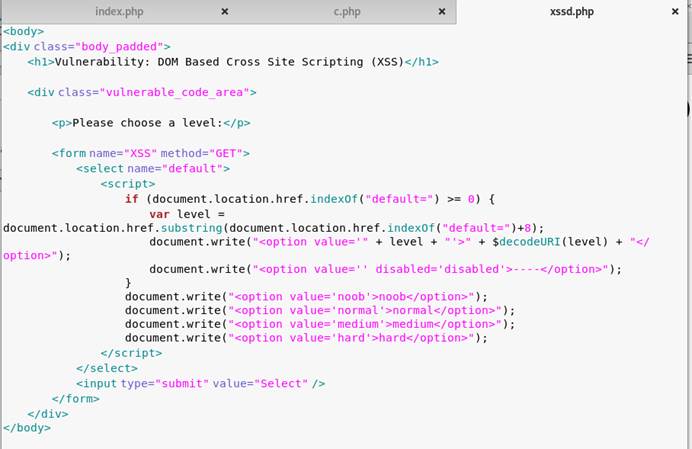 index.php × c.php × xssd.php ×
<body>
<div class="body_padded">
<h1>Vulnerability: DOM Based Cross Site Scripting (XSS)</h1>
<div class="vulnerable_code_area">
<p>Please choose a level:</p>
<form name="XSS" method="GET">
<select name="default">
<script>
if (document.location.href.indexOf("default=") >= 0) {
var level =
document.location.href.substring(document.location.href.indexOf("default=")+8);
document.write("<option value='" + level + "'>" + $decodeURI(level) + "</
option>");
document.write("<option value='' disabled='disabled'>----</option>");
}
document.write("<option value='noob'>noob</option>");
document.write("<option value='normal'>normal</option>");
document.write("<option value='medium'>medium</option>");
document.write("<option value='hard'>hard</option>");
</script>
</select>
<input type="submit" value="Select" />
</form>
</div>
</body>